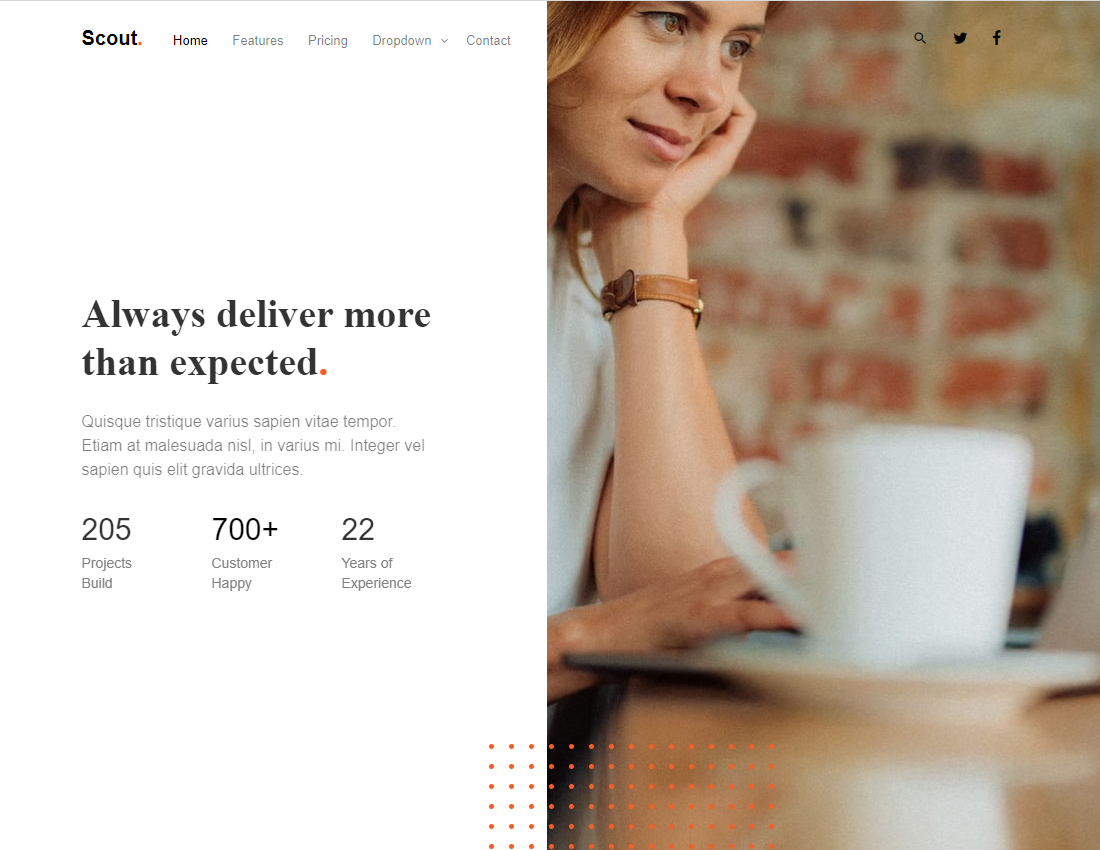 Scout. Home Features Pricing Dropdown Contact
Always deliver more
than expected.
Quisque tristique varius sapien vitae tempor.
Etiam at malesuada nisl, in varius mi. Integer vel
sapien quis elit gravida ultrices.
205 700+ 22
Projects Customer Years of
Build Happy Experience